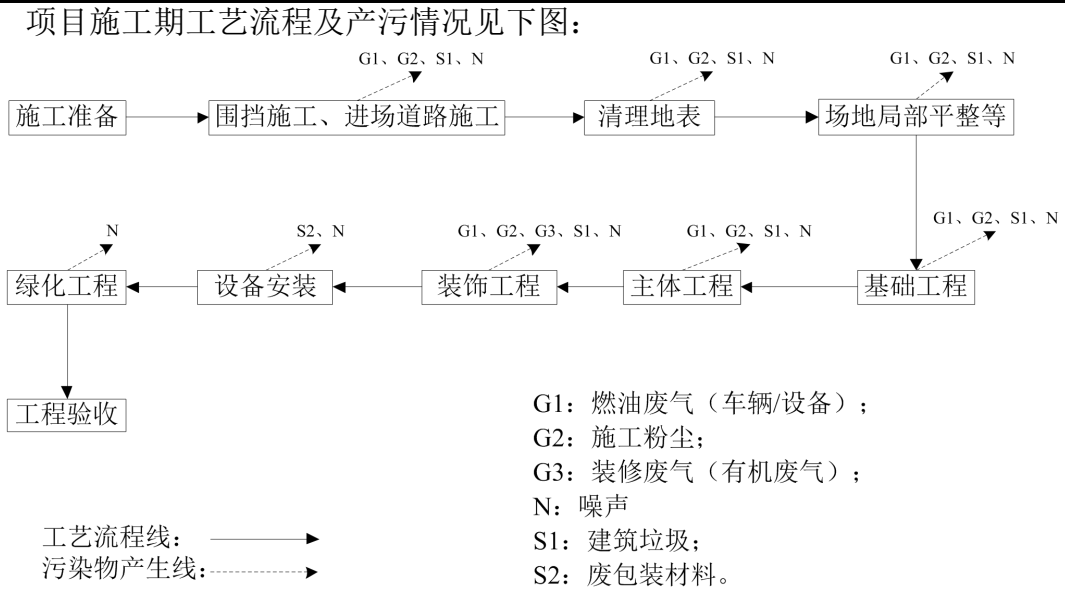 项目施工期工艺流程及产污情况见下图：
G1、G2、S1、N
G1、G2、S1、N
G1、G2、S1、N
施工准备
围挡施工、进场道路施工
清理地表
场地局部平整等
N
S2、N
G1、G2、G3、S1、N
G1、G2、S1、N
G1、G2、S1、N
绿化工程
设备安装
装饰工程
主体工程
基础工程
工程验收
G1：燃油废气（车辆/设备）；
G2：施工粉尘；
G3：装修废气（有机废气）；
N：噪声
S1：建筑垃圾；
S2：废包装材料。
工艺流程线：
污染物产生线：